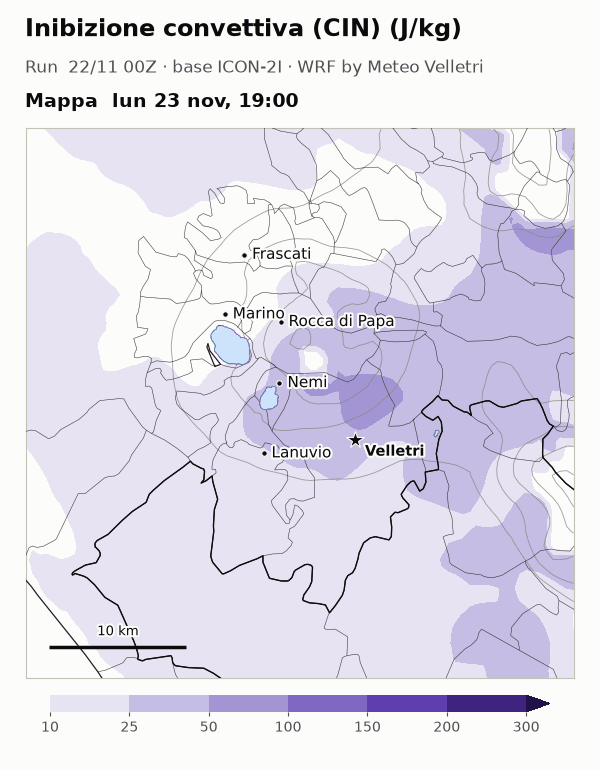 Inibizione convettiva (CIN) (J/kg)
Run  22/11 00Z · base ICON-2I · WRF by Meteo Velletri
Mappa  lun 23 nov, 19:00
Frascati
Marino
Rocca di Papa
Nemi
Velletri
Lanuvio
10 km
10 25 50 100 150 200 300